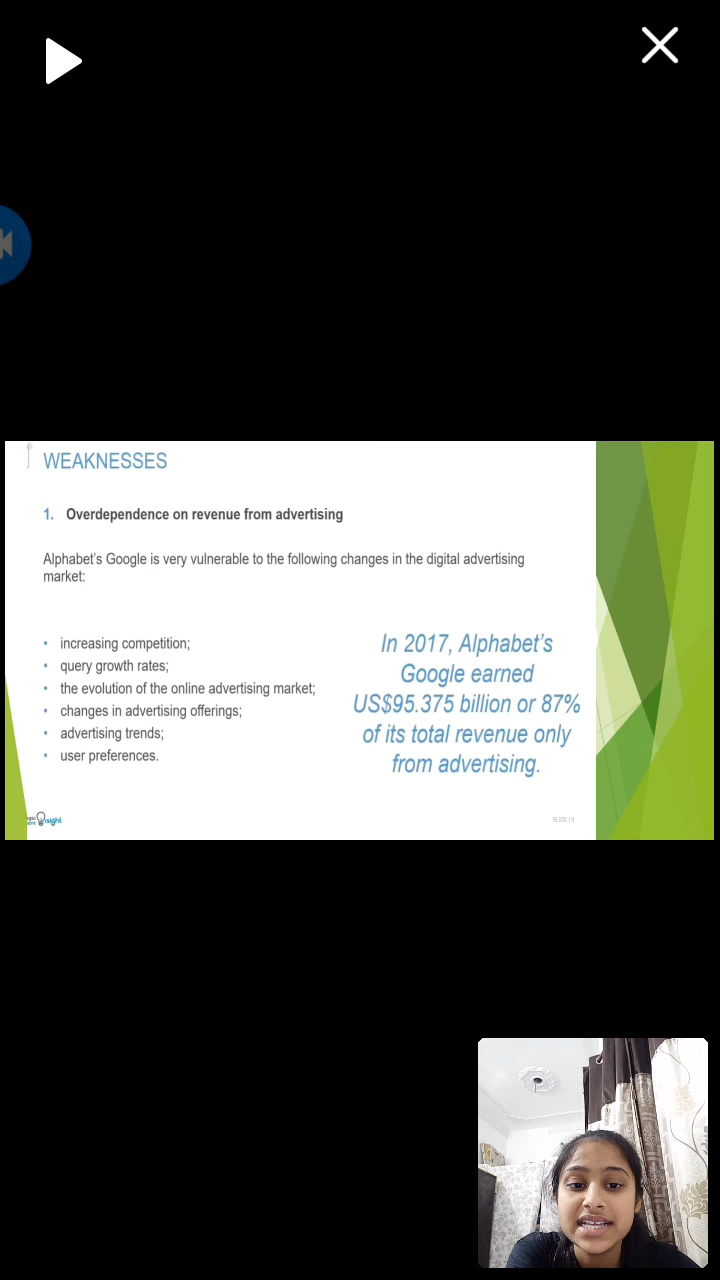 WEAKNESSES
1. Overdependence on revenue from advertising
Alphabet's Google is very vulnerable to the following changes in the digital advertising
market:
• increasing competition;
• query growth rates;
• the evolution of the online advertising market;
• changes in advertising offerings;
• advertising trends;
• user preferences.
In 2017, Alphabet's
Google earned
US$95.375 billion or 87%
of its total revenue only
from advertising.
SLIDE | 6